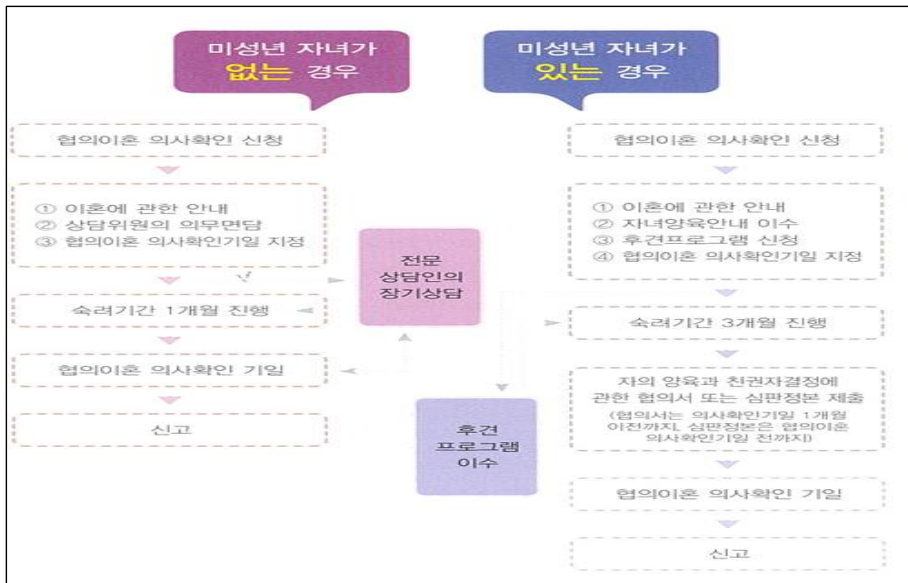 미성년 자녀가
없는 경우
협의이혼 의사확인 신청
① 이혼에 관한 안내
② 상담위원의 의무면담
③ 협의이혼 의사확인기일 지정
숙려기간 1개월 진행
협의이혼 의사확인 기일
신고
전문
상담인의
장기상담
후견
프로그램
이수
미성년 자녀가
있는 경우
협의이혼 의사확인 신청
① 이혼에 관한 안내
② 자녀양육안내 이수
③ 후견프로그램 신청
④ 협의이혼 의사확인기일 지정
숙려기간 3개월 진행
자의 양육과 친권자결정에
관한 협의서 또는 심판정본 제출
(협의서는 의사확인기일 1개월
이전까지, 심판정본은 협의이혼
의사확인기일 전까지)
협의이혼 의사확인 기일
신고